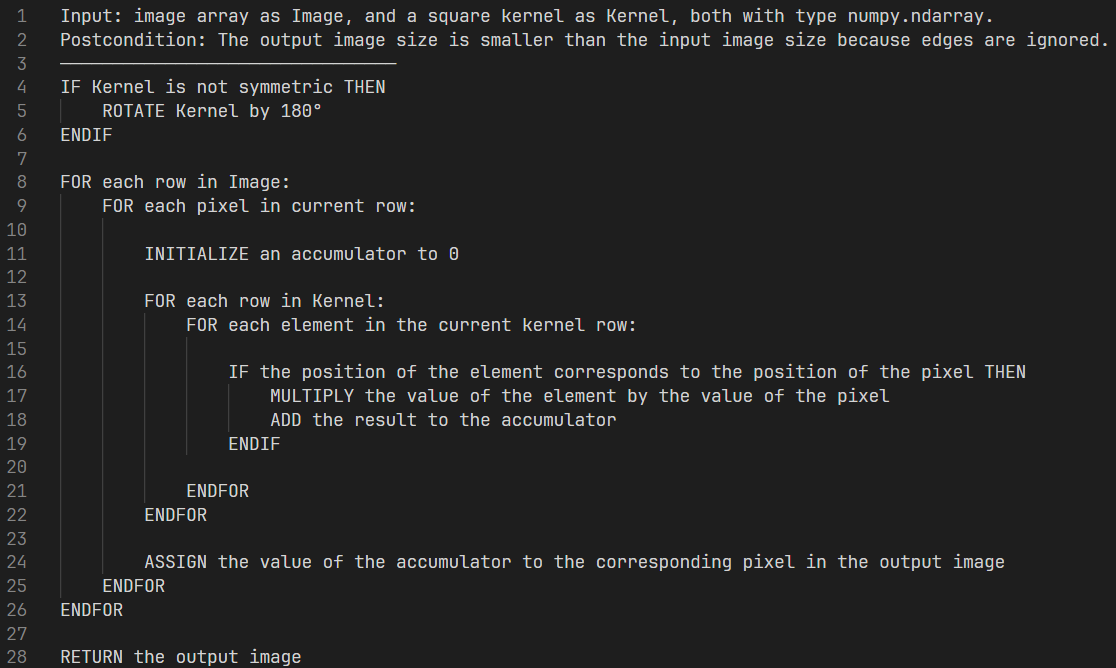 1 Input: image array as Image, and a square kernel as Kernel, both with type numpy.ndarray.
2 Postcondition: The output image size is smaller than the input image size because edges are ignored.
3 ────────────────────────────────
4 IF Kernel is not symmetric THEN
5     ROTATE Kernel by 180°
6 ENDIF
7
8 FOR each row in Image:
9     FOR each pixel in current row:
10
11         INITIALIZE an accumulator to 0
12
13         FOR each row in Kernel:
14             FOR each element in the current kernel row:
15
16                 IF the position of the element corresponds to the position of the pixel THEN
17                     MULTIPLY the value of the element by the value of the pixel
18                     ADD the result to the accumulator
19                 ENDIF
20
21             ENDFOR
22         ENDFOR
23
24         ASSIGN the value of the accumulator to the corresponding pixel in the output image
25     ENDFOR
26 ENDFOR
27
28 RETURN the output image